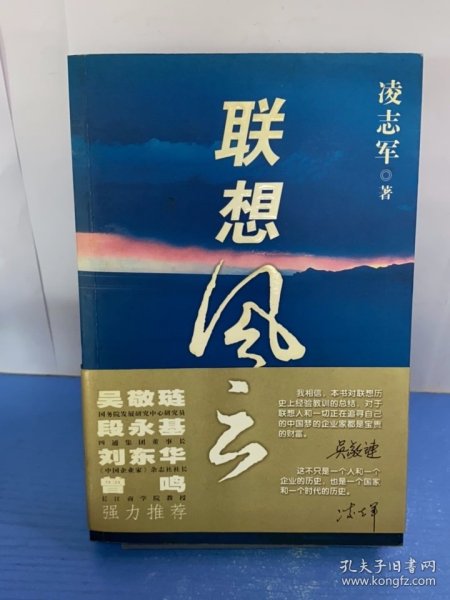 凌志军◎著
联想风云
吴敬琏
国务院发展研究中心研究员
段永基
四通集团董事长
刘东华
《中国企业家》杂志社社长
鸣
长江商学院教授
强力推荐
我相信，本书对联想历
史上经验教训的总结，对于
联想人和一切正在追寻自己
的中国梦的企业家都是宝贵
的财富。
吴敬琏
这不只是一个人和一个
企业的历史，也是一个国家
和一个时代的历史。
孔夫子旧书网
www.kongfz.com